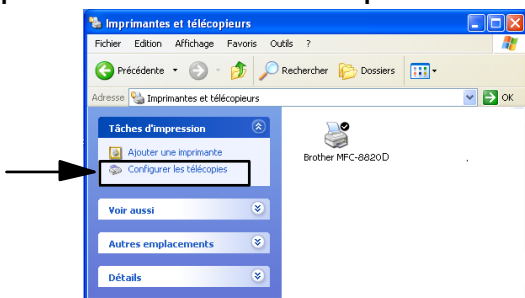 Imprimantes et télécopieurs
Fichier Edition Affichage Favoris Outils ?
Précédente Rechercher Dossiers
Adresse Imprimantes et télécopieurs OK
Tâches d'impression
Ajouter une imprimante
Configurer les télécopies
Brother MFC-8820D
Voir aussi
Autres emplacements
Détails